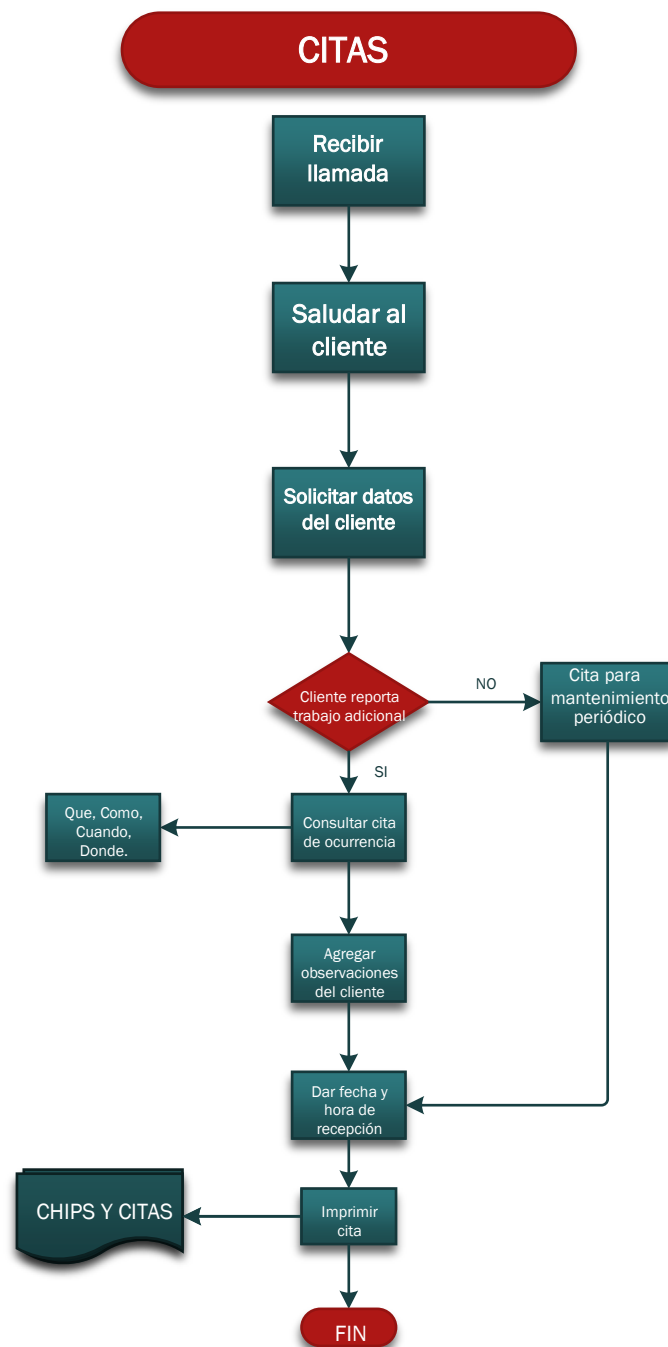 CITAS
Recibir
llamada
Saludar al
cliente
Solicitar datos
del cliente
Cliente reporta
trabajo adicional
NO
Cita para
mantenimiento
periódico
SI
Que, Como,
Cuando,
Donde.
Consultar cita
de ocurrencia
Agregar
observaciones
del cliente
Dar fecha y
hora de
recepción
CHIPS Y CITAS
Imprimir
cita
FIN